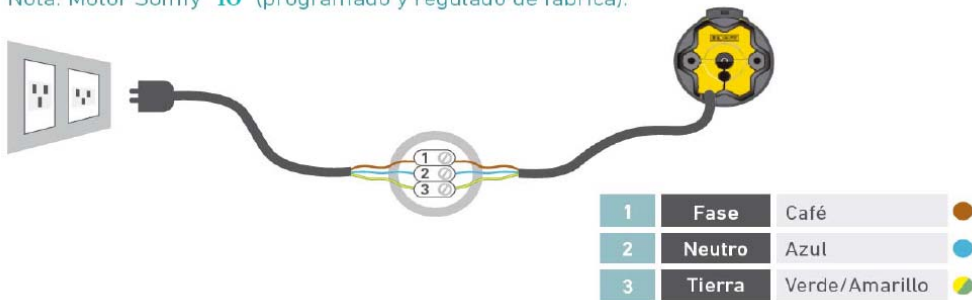 Nota: Motor Somfy "IO" (programado y regulado de fábrica).
1
2
3
1 Fase Café
2 Neutro Azul
3 Tierra Verde/Amarillo